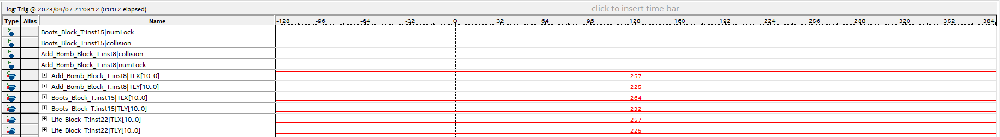 log: Trig @ 2023/09/07 21:03:12 (0:0:0.2 elapsed) click to insert time bar
Type Alias Name -128 -96 -64 -32 0 32 64 96 128 160 192 224 256 288 320 352 384
Boots_Block_T:inst15|numLock
Boots_Block_T:inst15|collision
Add_Bomb_Block_T:inst8|collision
Add_Bomb_Block_T:inst8|numLock
Add_Bomb_Block_T:inst8|TLX[10..0] 257
Add_Bomb_Block_T:inst8|TLY[10..0] 225
Boots_Block_T:inst15|TLX[10..0] 264
Boots_Block_T:inst15|TLY[10..0] 232
Life_Block_T:inst22|TLX[10..0] 257
Life_Block_T:inst22|TLY[10..0] 225